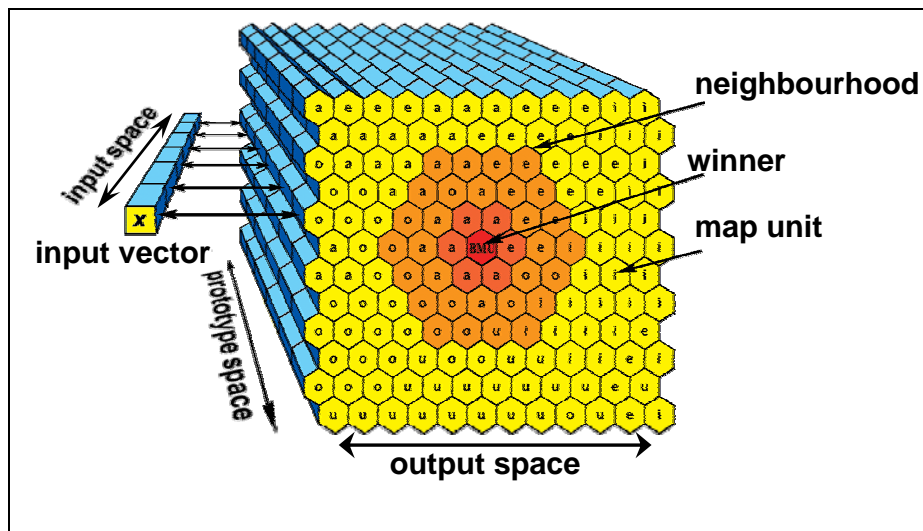 neighbourhood
winner
map unit
input space
x
input vector
prototype space
output space
a e e e a a a e e e i i
o a a a a a e e e e e i
o o a a o a e e e e i i
o o o o a a a e e i i i
a o o a a BMU e e i i i i
a a o o a a a o o i i i
o o o u o o u u i i e i
o o o u u u u u u u e u
u u u u u u u u o u e i